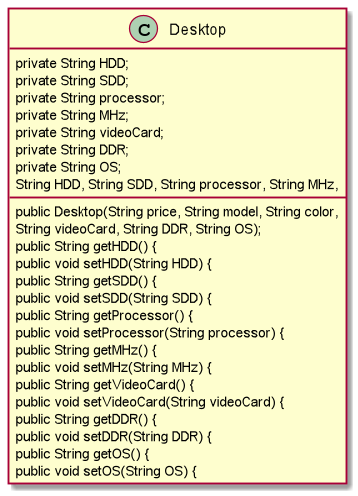 C Desktop
private String HDD;
private String SDD;
private String processor;
private String MHz;
private String videoCard;
private String DDR;
private String OS;
String HDD, String SDD, String processor, String MHz,
public Desktop(String price, String model, String color,
String videoCard, String DDR, String OS);
public String getHDD() {
public void setHDD(String HDD) {
public String getSDD() {
public void setSDD(String SDD) {
public String getProcessor() {
public void setProcessor(String processor) {
public String getMHz() {
public void setMHz(String MHz) {
public String getVideoCard() {
public void setVideoCard(String videoCard) {
public String getDDR() {
public void setDDR(String DDR) {
public String getOS() {
public void setOS(String OS) {